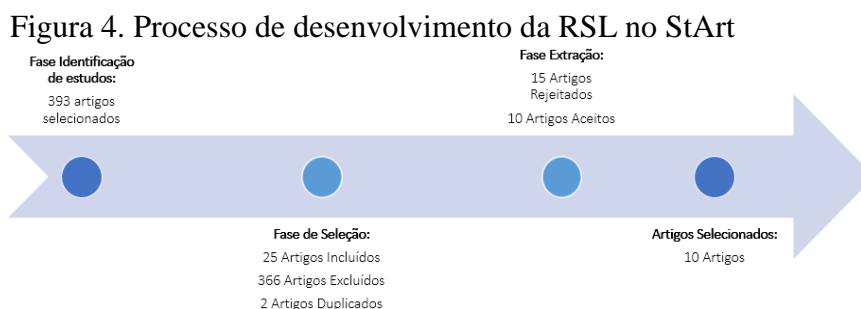 Figura 4. Processo de desenvolvimento da RSL no StArt
Fase Identificação
de estudos:
393 artigos
selecionados
Fase de Seleção:
25 Artigos Incluídos
366 Artigos Excluídos
2 Artigos Duplicados
Fase Extração:
15 Artigos
Rejeitados
10 Artigos Aceitos
Artigos Selecionados:
10 Artigos